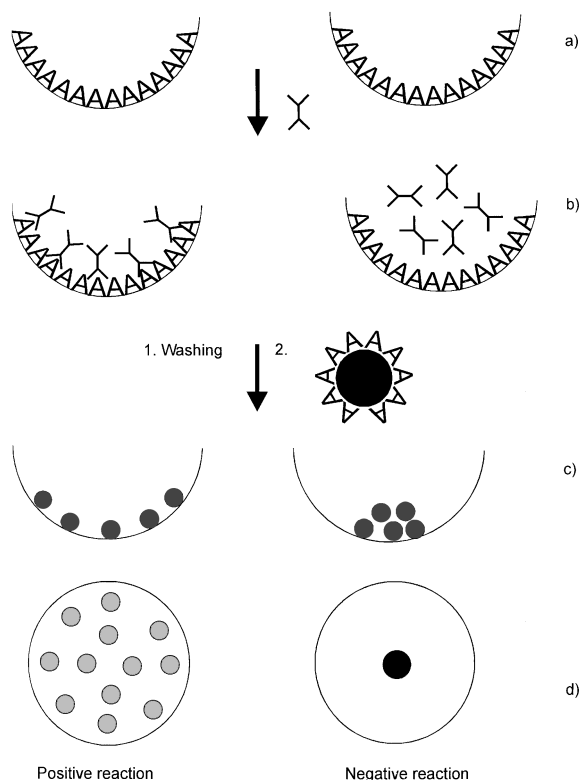 a)
b)
1. Washing 2.
c)
d)
Positive reaction Negative reaction